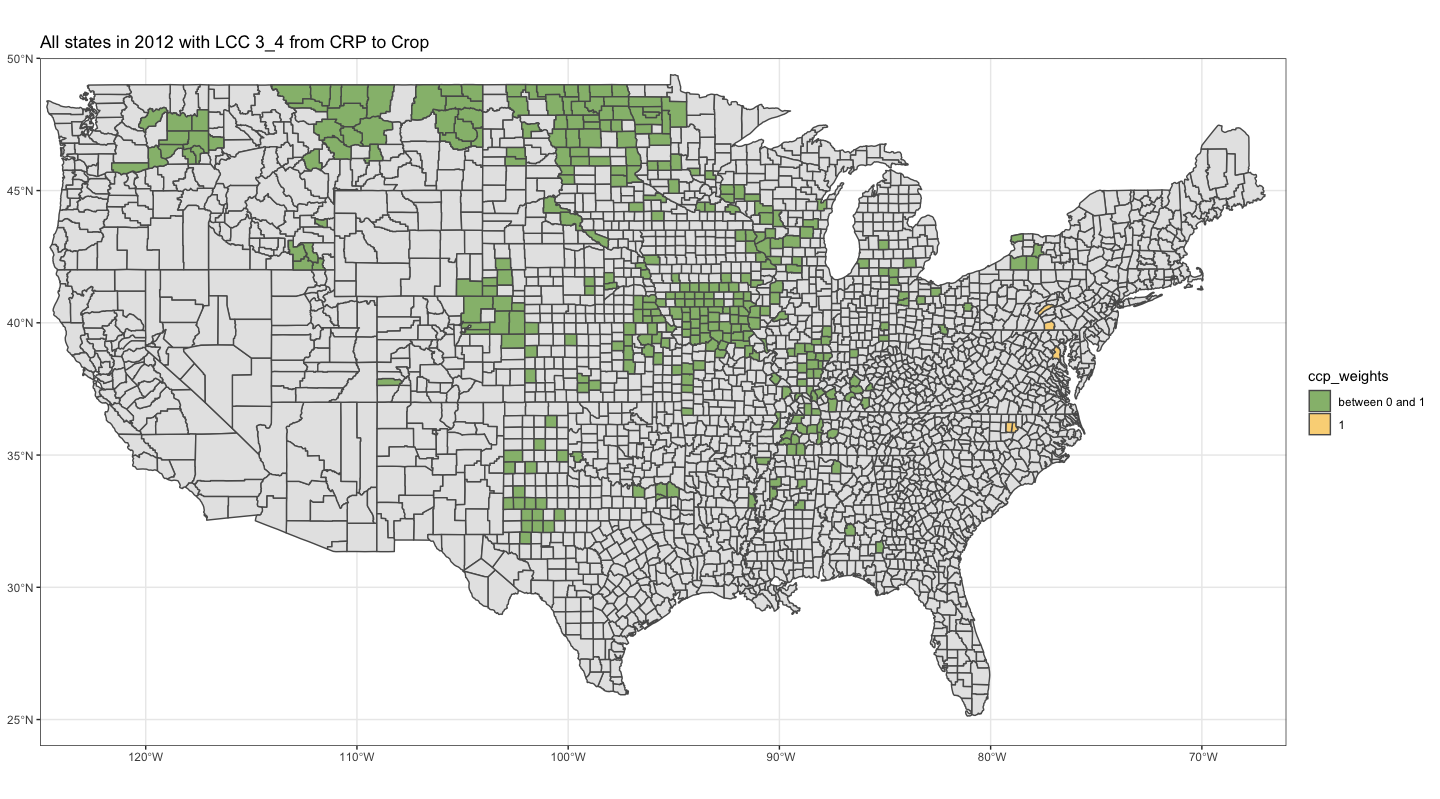 All states in 2012 with LCC 3_4 from CRP to Crop
50°N
45°N
40°N
35°N
30°N
25°N
120°W
110°W
100°W
90°W
80°W
70°W
ccp_weights
between 0 and 1
1